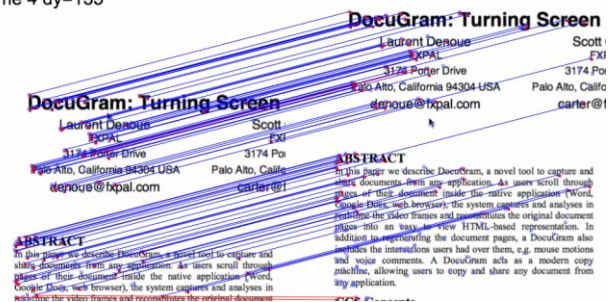 me 4 dy=155
DocuGram: Turning Screen
Laurent Denoue
FXPAL
3174 Porter Drive
Palo Alto, California 94304 USA
denoue@fxpal.com
Scott
3174 Por
Palo Alto, Califo
carter@f
ABSTRACT
In this paper we describe DocuGram, a novel tool to capture and
share documents from any application. As users scroll through
pages of their document inside the native application (Word,
Google Docs, web browser), the system captures and analyses in
real-time the video frames and reconstitutes the original document
pages into an easy to view HTML-based representation. In
addition to regenerating the document pages, a DocuGram also
includes the interactions users had over them, e.g. mouse motions
and voice comments. A DocuGram acts as a modern copy
machine, allowing users to copy and share any document from
any application.
CCS Concepts
DocuGram: Turning Screen
Laurent Denoue
FXPAL
3174 Porter Drive
Palo Alto, California 94304 USA
denoue@fxpal.com
Scott
3174 Poi
Palo Alto, Calif
carter@f
ABSTRACT
In this paper we describe DocuGram, a novel tool to capture and
share documents from any application. As users scroll through
pages of their document inside the native application (Word,
Google Docs, web browser), the system captures and analyses in
real-time the video frames and reconstitutes the original document